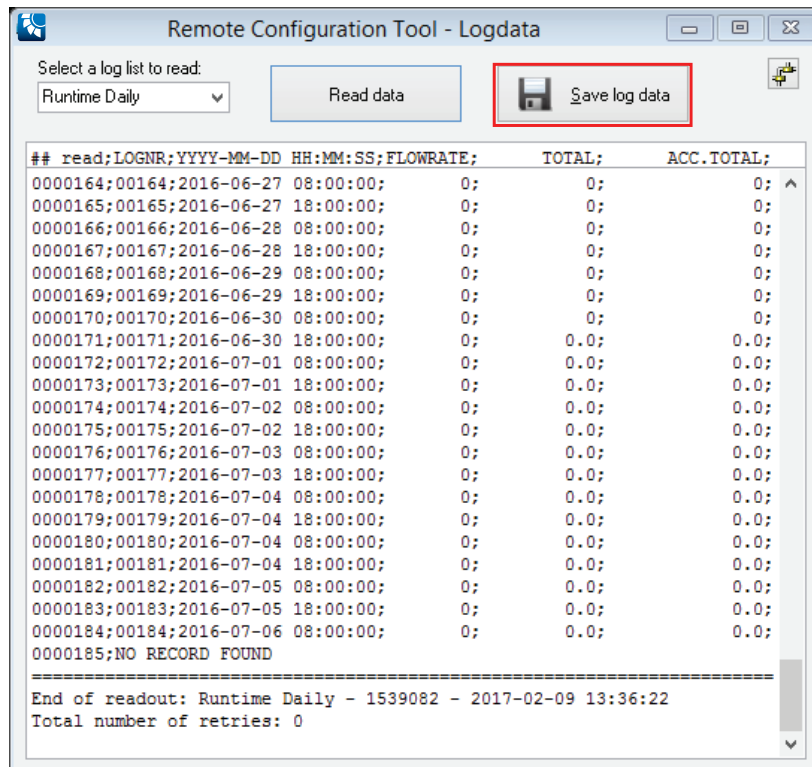 Remote Configuration Tool - Logdata
Select a log list to read:
Runtime Daily
Read data
Save log data
## read;LOGNR;YYYY-MM-DD HH:MM:SS;FLOWRATE; TOTAL; ACC.TOTAL;
0000164;00164;2016-06-27 08:00:00; 0; 0; 0;
0000165;00165;2016-06-27 18:00:00; 0; 0; 0;
0000166;00166;2016-06-28 08:00:00; 0; 0; 0;
0000167;00167;2016-06-28 18:00:00; 0; 0; 0;
0000168;00168;2016-06-29 08:00:00; 0; 0; 0;
0000169;00169;2016-06-29 18:00:00; 0; 0; 0;
0000170;00170;2016-06-30 08:00:00; 0; 0; 0;
0000171;00171;2016-06-30 18:00:00; 0; 0.0; 0.0;
0000172;00172;2016-07-01 08:00:00; 0; 0.0; 0.0;
0000173;00173;2016-07-01 18:00:00; 0; 0.0; 0.0;
0000174;00174;2016-07-02 08:00:00; 0; 0.0; 0.0;
0000175;00175;2016-07-02 18:00:00; 0; 0.0; 0.0;
0000176;00176;2016-07-03 08:00:00; 0; 0.0; 0.0;
0000177;00177;2016-07-03 18:00:00; 0; 0.0; 0.0;
0000178;00178;2016-07-04 08:00:00; 0; 0.0; 0.0;
0000179;00179;2016-07-04 18:00:00; 0; 0.0; 0.0;
0000180;00180;2016-07-04 08:00:00; 0; 0.0; 0.0;
0000181;00181;2016-07-04 18:00:00; 0; 0.0; 0.0;
0000182;00182;2016-07-05 08:00:00; 0; 0.0; 0.0;
0000183;00183;2016-07-05 18:00:00; 0; 0.0; 0.0;
0000184;00184;2016-07-06 08:00:00; 0; 0.0; 0.0;
0000185;NO RECORD FOUND
==========================================================================
End of readout: Runtime Daily - 1539082 - 2017-02-09 13:36:22
Total number of retries: 0